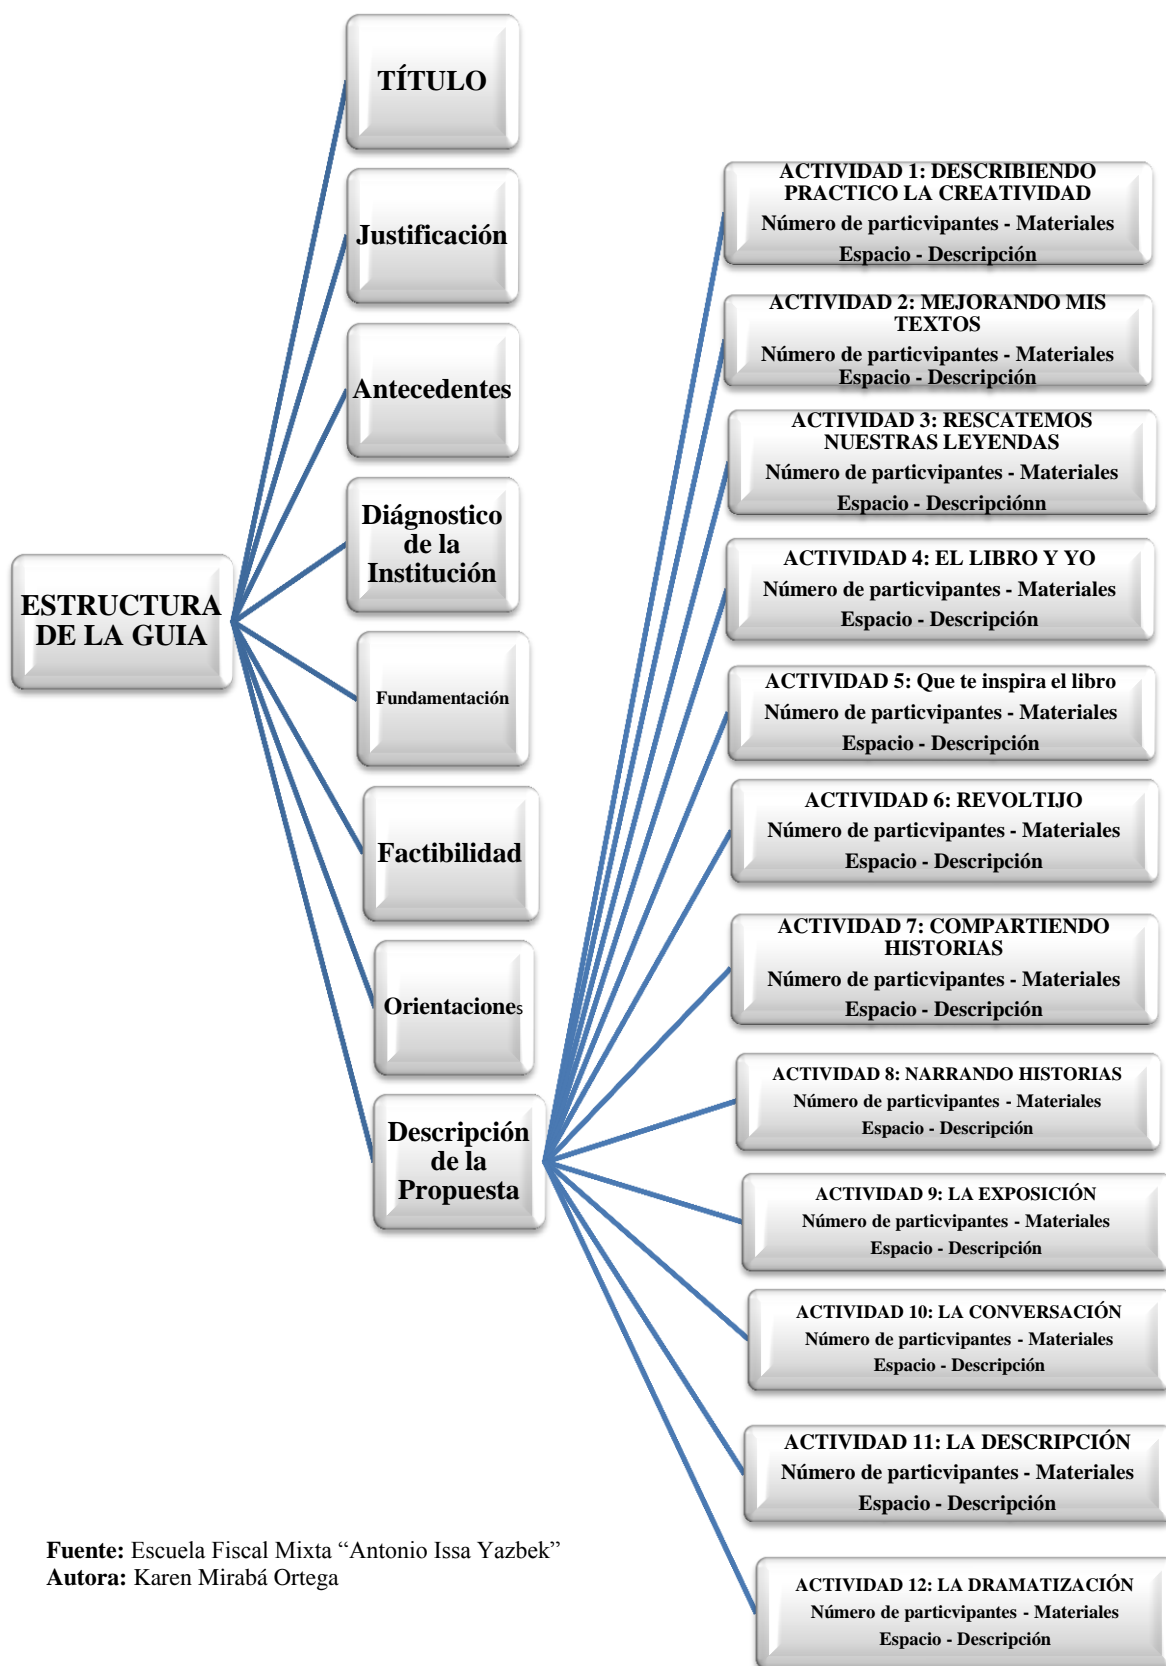 ESTRUCTURA
DE LA GUIA
TÍTULO
Justificación
Antecedentes
Diágnostico
de la
Institución
Fundamentación
Factibilidad
Orientaciones
Descripción
de la
Propuesta
ACTIVIDAD 1: DESCRIBIENDO
PRACTICO LA CREATIVIDAD
Número de particvipantes - Materiales
Espacio - Descripción
ACTIVIDAD 2: MEJORANDO MIS
TEXTOS
Número de particvipantes - Materiales
Espacio - Descripción
ACTIVIDAD 3: RESCATEMOS
NUESTRAS LEYENDAS
Número de particvipantes - Materiales
Espacio - Descripciónn
ACTIVIDAD 4: EL LIBRO Y YO
Número de particvipantes - Materiales
Espacio - Descripción
ACTIVIDAD 5: Que te inspira el libro
Número de particvipantes - Materiales
Espacio - Descripción
ACTIVIDAD 6: REVOLTIJO
Número de particvipantes - Materiales
Espacio - Descripción
ACTIVIDAD 7: COMPARTIENDO
HISTORIAS
Número de particvipantes - Materiales
Espacio - Descripción
ACTIVIDAD 8: NARRANDO HISTORIAS
Número de particvipantes - Materiales
Espacio - Descripción
ACTIVIDAD 9: LA EXPOSICIÓN
Número de particvipantes - Materiales
Espacio - Descripción
ACTIVIDAD 10: LA CONVERSACIÓN
Número de particvipantes - Materiales
Espacio - Descripción
ACTIVIDAD 11: LA DESCRIPCIÓN
Número de particvipantes - Materiales
Espacio - Descripción
ACTIVIDAD 12: LA DRAMATIZACIÓN
Número de particvipantes - Materiales
Espacio - Descripción
Fuente: Escuela Fiscal Mixta “Antonio Issa Yazbek”
Autora: Karen Mirabá Ortega